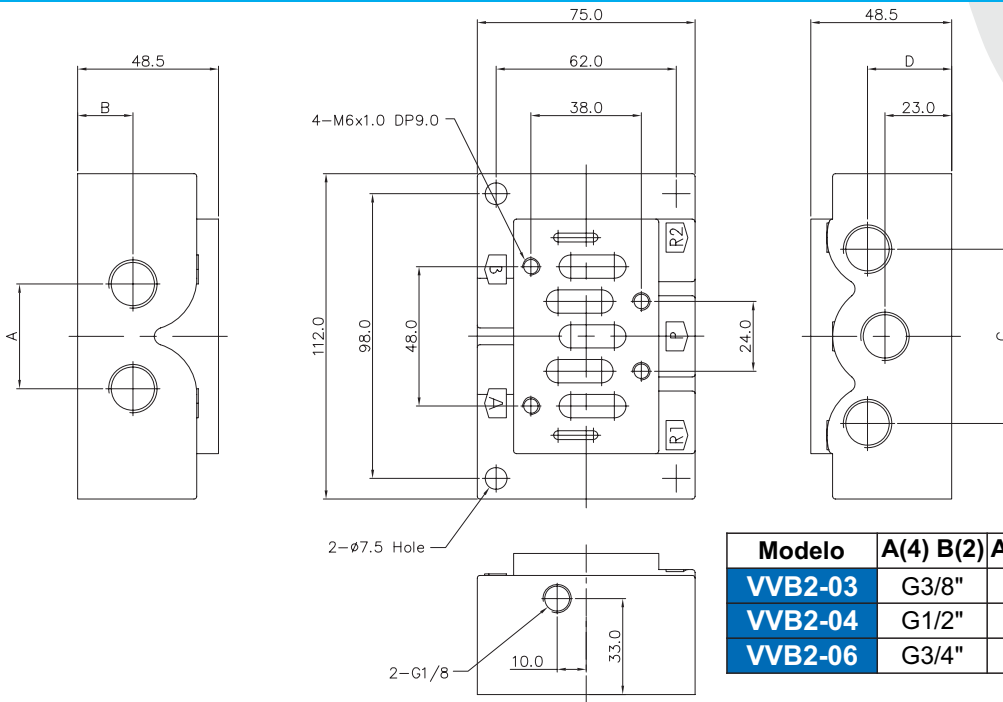 48.5
B
A
75.0
62.0
38.0
4-M6x1.0 DP9.0
112.0
98.0
48.0
24.0
B
A
R2
P
R1
2-ø7.5 Hole
48.5
D
23.0
2-G1/8
10.0
33.0
Modelo A(4) B(2)
VVB2-03 G3/8"
VVB2-04 G1/2"
VVB2-06 G3/4"